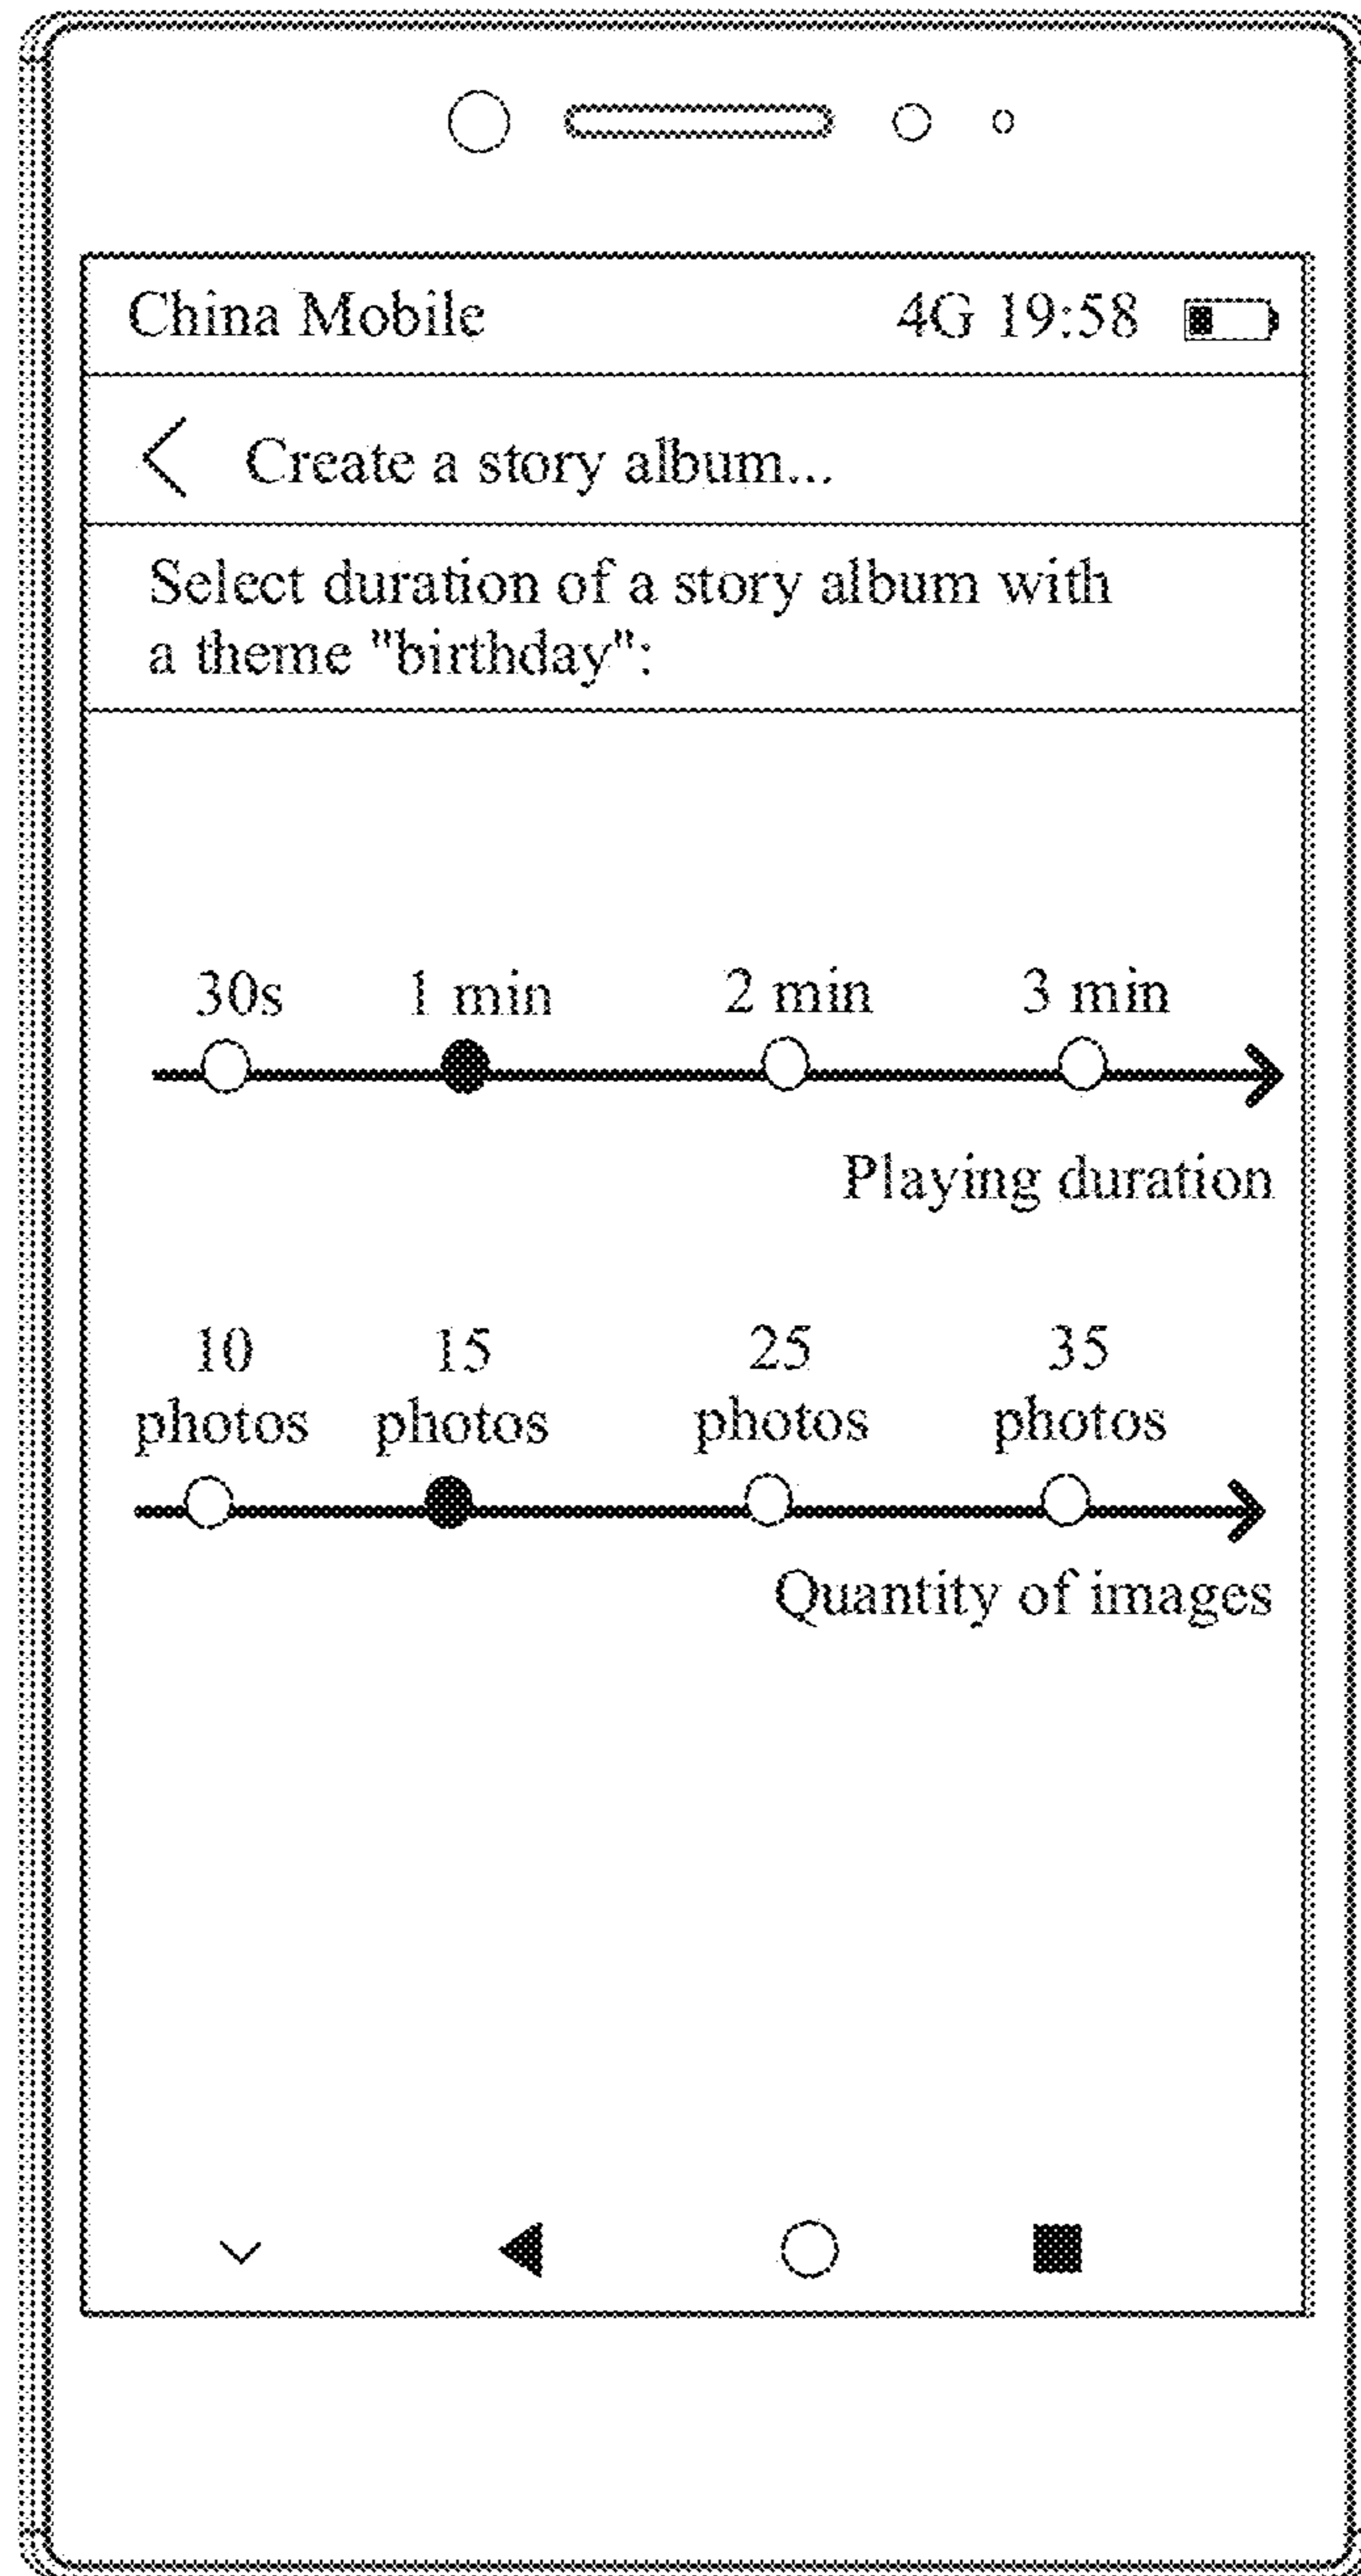 China Mobile 4G 19:58
Create a story album...
Select duration of a story album with
a theme "birthday":
30s 1 min 2 min 3 min
Playing duration
10 15 25 35
photos photos photos photos
Quantity of images